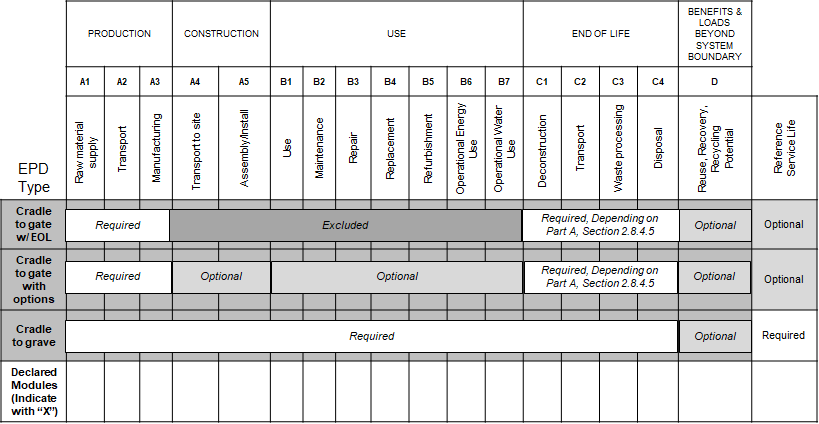 PRODUCTION
CONSTRUCTION
USE
END OF LIFE
BENEFITS &
LOADS
BEYOND
SYSTEM
BOUNDARY
A1
A2
A3
A4
A5
B1
B2
B3
B4
B5
B6
B7
C1
C2
C3
C4
D
EPD
Type
Raw material
supply
Transport
Manufacturing
Transport to site
Assembly/Install
Use
Maintenance
Repair
Replacement
Refurbishment
Operational Energy
Use
Operational Water
Use
Deconstruction
Transport
Waste processing
Disposal
Reuse, Recovery,
Recycling
Potential
Reference
Service Life
Cradle
to gate
w/ EOL
Required
Excluded
Required, Depending on
Part A, Section 2.8.4.5
Optional
Optional
Cradle
to gate
with
options
Required
Optional
Optional
Required, Depending on
Part A, Section 2.8.4.5
Optional
Optional
Cradle
to grave
Required
Optional
Required
Declared
Modules
(Indicate
with “X”)